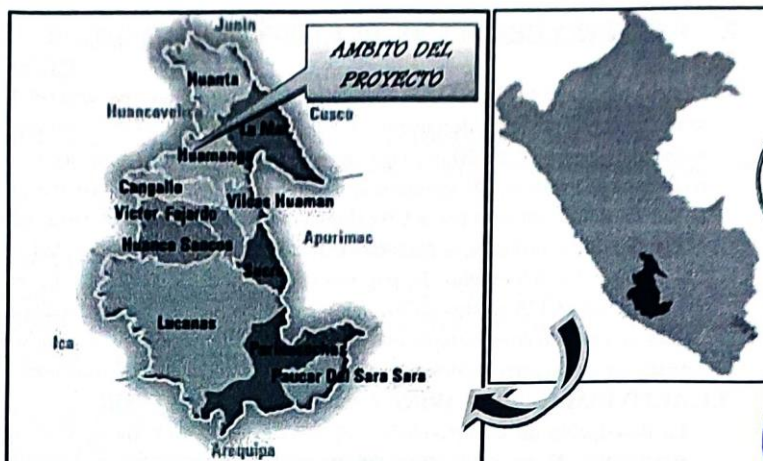 Junín
AMBITO DEL
PROYECTO
Huanta
Huancavelica
La Mar
Cusco
Huamanga
Cangallo
Vilcas Huaman
Victor Fajardo
Apurimac
Huanca Sancos
Sucre
Lucanas
Ica
Parinacochas
Paucar Del Sara Sara
Arequipa